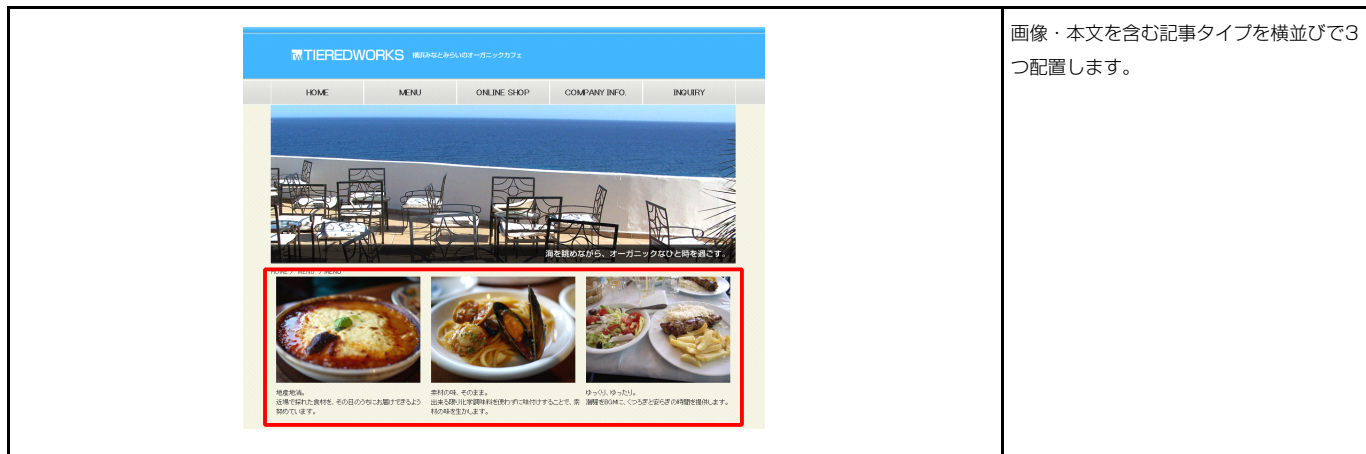 TIEREDWORKS 横浜みなとみらいのオーガニックカフェ
HOME MENU ONLINE SHOP COMPANY INFO. INQUIRY
海を眺めながら、オーガニックなひと時を過ごす。
HOME / MENU / MENU
地産地消。
近場で採れた食材を、その日のうちにお届けできるよう
努めています。
素材の味、そのまま。
出来る限り化学調味料を使わずに味付けすることで、素
材の味を生かします。
ゆっくり、ゆったり。
潮騒をBGMに、くつろぎと安らぎの時間を提供します。
画像・本文を含む記事タイプを横並びで3
つ配置します。